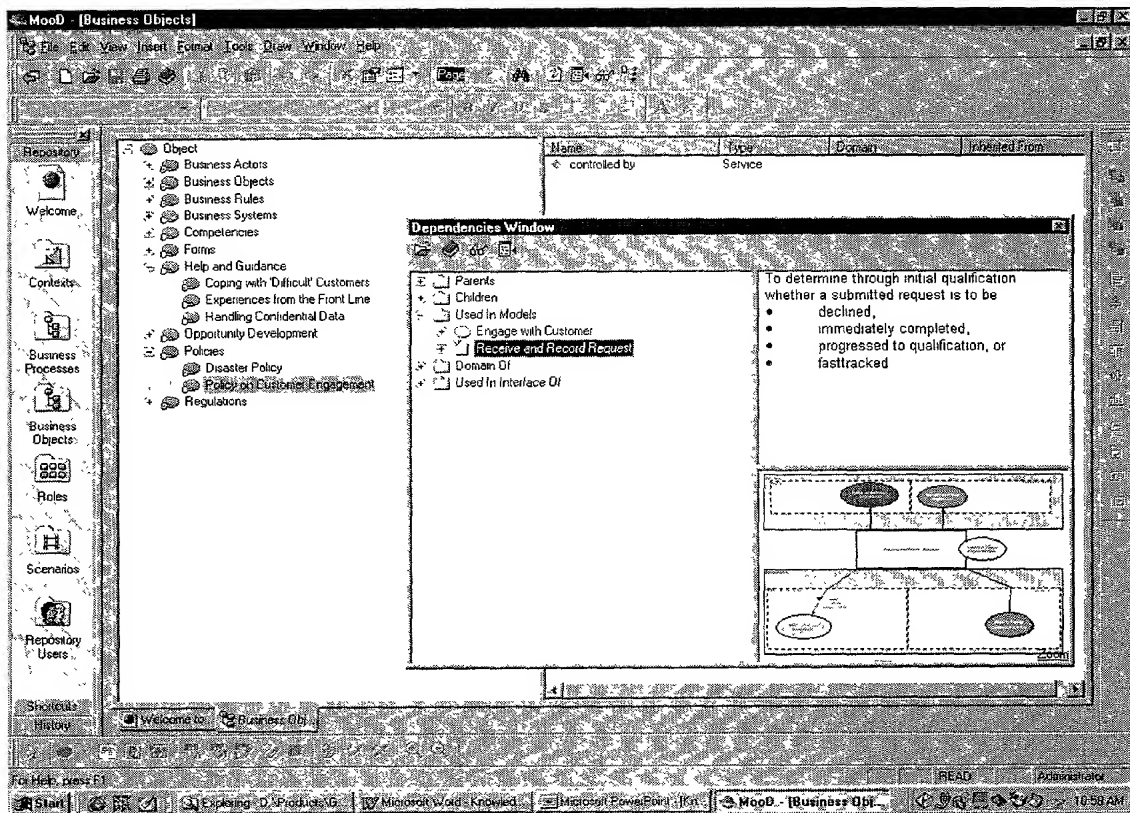 MooD - [Business Objects]
File Edit View Insert Format Tools Draw Window Help
Page
Repository
Welcome
Contexts
Business
Processes
Business
Objects
Roles
Scenarios
Repository
Users
Shortcuts
History
Object
Business Actors
Business Objects
Business Rules
Business Systems
Competencies
Forms
Help and Guidance
Coping with 'Difficult' Customers
Experiences from the Front Line
Handling Confidential Data
Opportunity Development
Policies
Disaster Policy
Policy on Customer Engagement
Regulations
Name Type Domain Inherited From
controlled by Service
Dependencies Window
Parents
Children
Used In Models
Engage with Customer
Receive and Record Request
Domain Of
Used In Interface Of
To determine through initial qualification
whether a submitted request is to be
• declined,
• immediately completed,
• progressed to qualification, or
• fasttracked
Zoom
Welcome to Business Obj...
For Help, press F1 READ Administrator
Start Exploring - D:\Products\G... Microsoft Word - Knowled... Microsoft PowerPoint - [Kn... MooD - [Business Obj... 10:58 AM